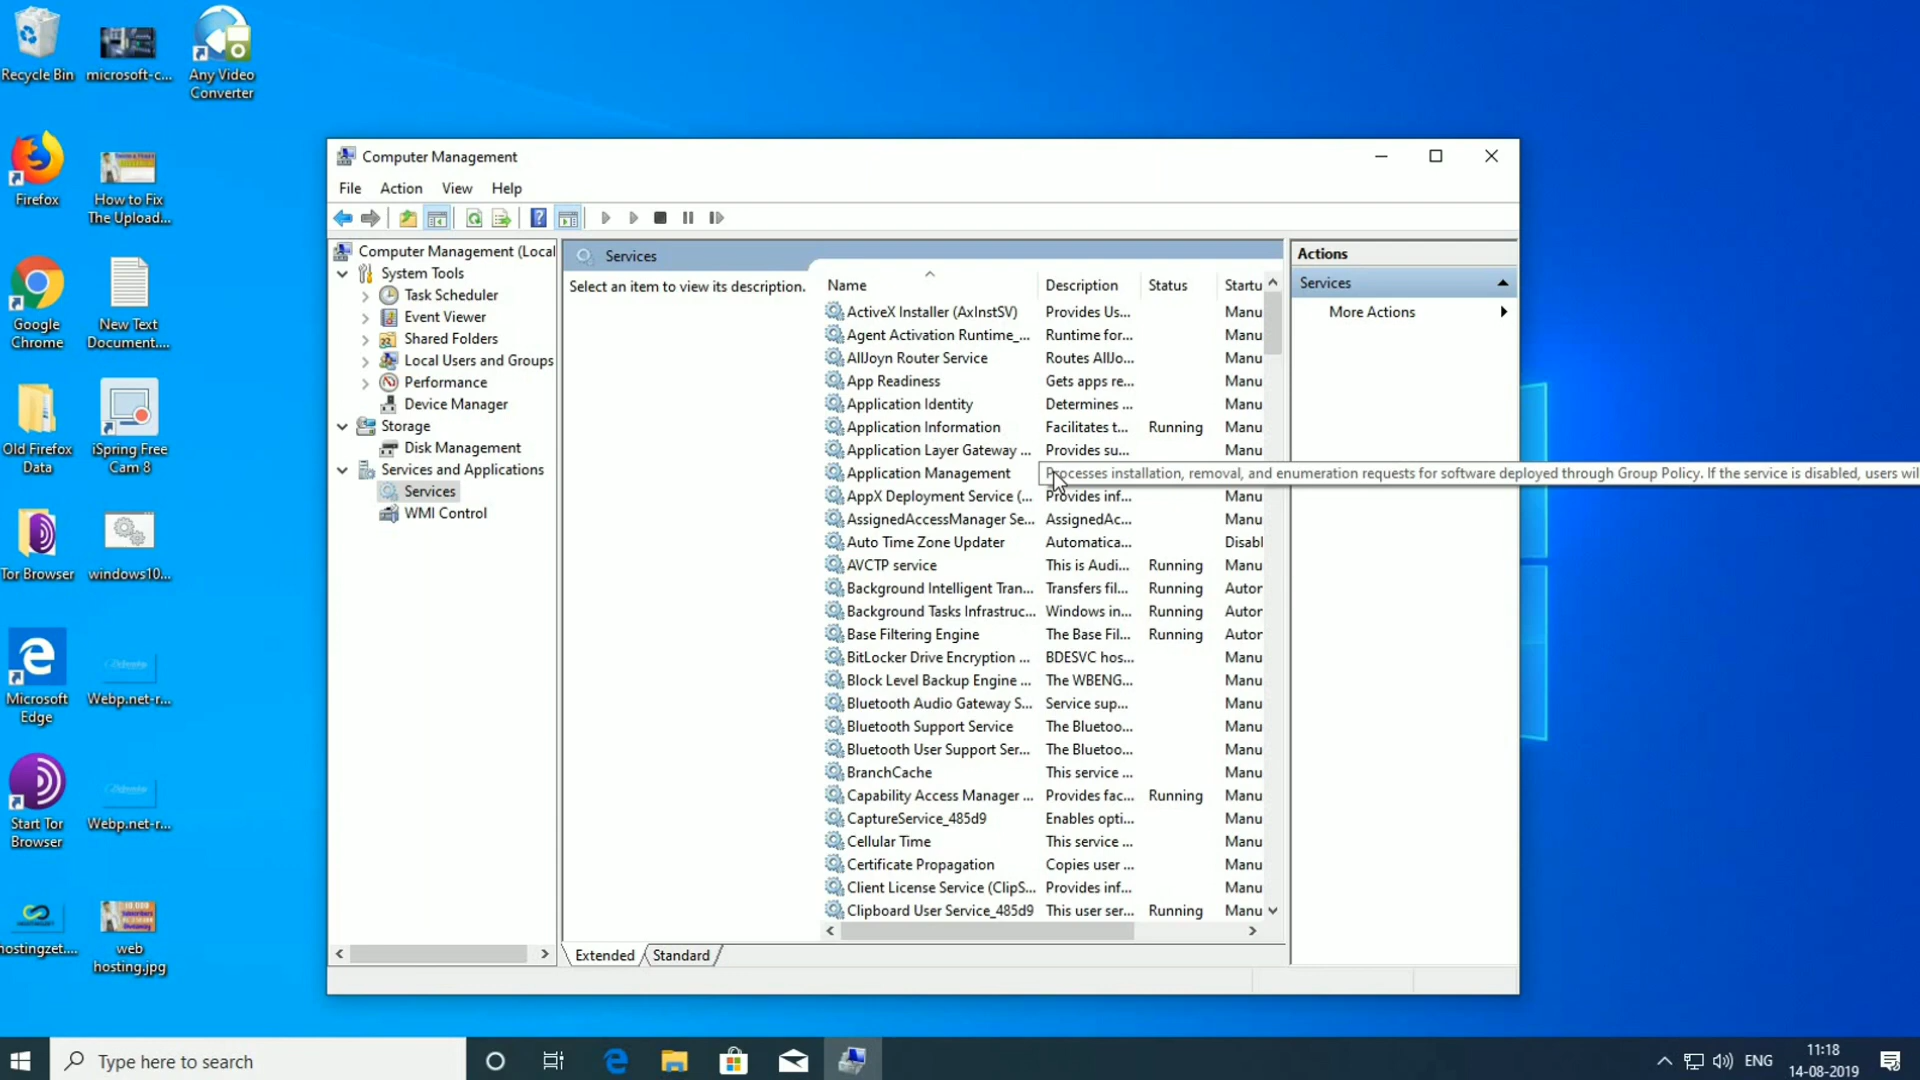 Recycle Bin
microsoft-c...
Any Video
Converter
Firefox
How to Fix
The Upload...
Google
Chrome
New Text
Document....
Old Firefox
Data
iSpring Free
Cam 8
Tor Browser
windows10...
Microsoft
Edge
Webp.net-r...
Start Tor
Browser
Webp.net-r...
hostingzet....
web
hosting.jpg
Computer Management
File Action View Help
Computer Management (Local
System Tools
Task Scheduler
Event Viewer
Shared Folders
Local Users and Groups
Performance
Device Manager
Storage
Disk Management
Services and Applications
Services
WMI Control
Services
Select an item to view its description.
Name Description Status Startu
ActiveX Installer (AxInstSV) Provides Us... Manu
Agent Activation Runtime_... Runtime for... Manu
AllJoyn Router Service Routes AllJo... Manu
App Readiness Gets apps re... Manu
Application Identity Determines ... Manu
Application Information Facilitates t... Running Manu
Application Layer Gateway ... Provides su... Manu
Application Management Processes installation, removal, and enumeration requests for software deployed through Group Policy. If the service is disabled, users wil
AppX Deployment Service (... Provides inf... Manu
AssignedAccessManager Se... AssignedAc... Manu
Auto Time Zone Updater Automatica... Disabl
AVCTP service This is Audi... Running Manu
Background Intelligent Tran... Transfers fil... Running Autor
Background Tasks Infrastruc... Windows in... Running Autor
Base Filtering Engine The Base Fil... Running Autor
BitLocker Drive Encryption ... BDESVC hos... Manu
Block Level Backup Engine ... The WBENG... Manu
Bluetooth Audio Gateway S... Service sup... Manu
Bluetooth Support Service The Bluetoo... Manu
Bluetooth User Support Ser... The Bluetoo... Manu
BranchCache This service ... Manu
Capability Access Manager ... Provides fac... Running Manu
CaptureService_485d9 Enables opti... Manu
Cellular Time This service ... Manu
Certificate Propagation Copies user ... Manu
Client License Service (ClipS... Provides inf... Manu
Clipboard User Service_485d9 This user ser... Running Manu
Extended Standard
Actions
Services
More Actions
Type here to search
ENG
11:18
14-08-2019